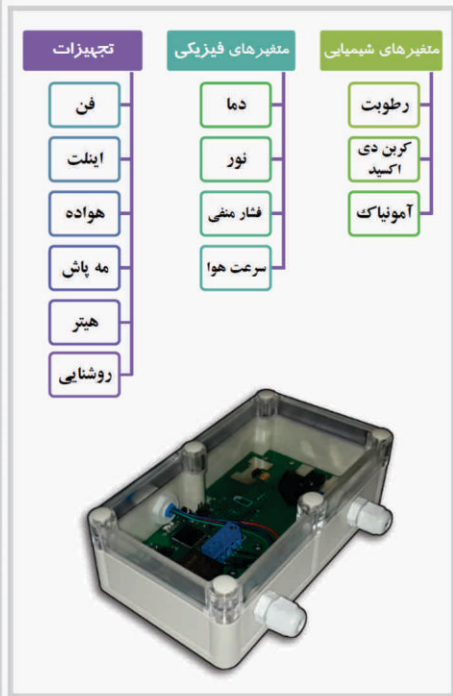 متغیرهای شیمیایی
رطوبت
کربن دی
اکسید
آمونیاک
متغیرهای فیزیکی
دما
نور
فشار منفی
سرعت هوا
تجهیزات
فن
اینلت
هواده
مه پاش
هیتر
روشنایی